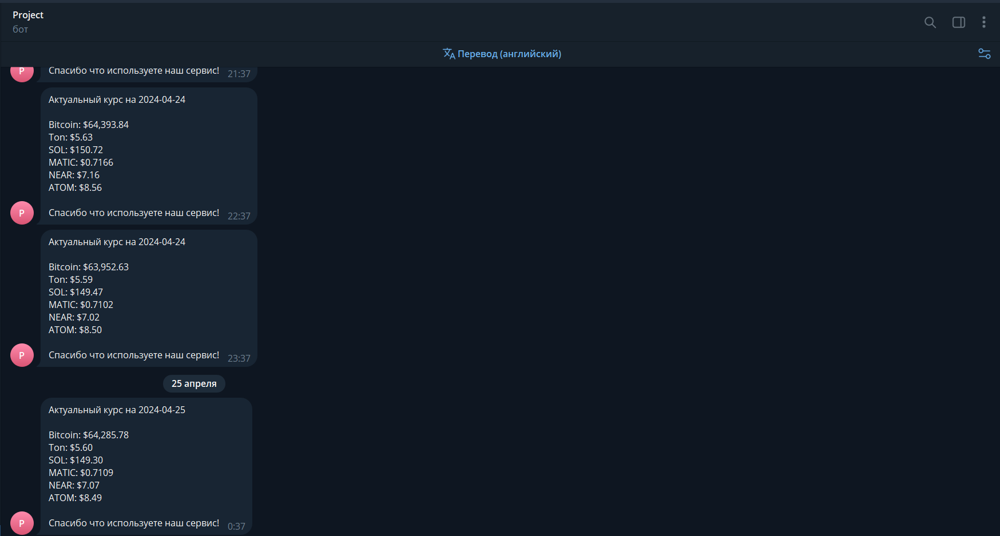 Project
бот
Перевод (английский)
Р
Спасибо что используете наш сервис! 21:37
Актуальный курс на 2024-04-24
Bitcoin: $64,393.84
Ton: $5.63
SOL: $150.72
MATIC: $0.7166
NEAR: $7.16
ATOM: $8.56
P
Спасибо что используете наш сервис! 22:37
Актуальный курс на 2024-04-24
Bitcoin: $63,952.63
Ton: $5.59
SOL: $149.47
MATIC: $0.7102
NEAR: $7.02
ATOM: $8.50
P
Спасибо что используете наш сервис! 23:37
25 апреля
Актуальный курс на 2024-04-25
Bitcoin: $64,285.78
Ton: $5.60
SOL: $149.30
MATIC: $0.7109
NEAR: $7.07
ATOM: $8.49
P
Спасибо что используете наш сервис! 0:37